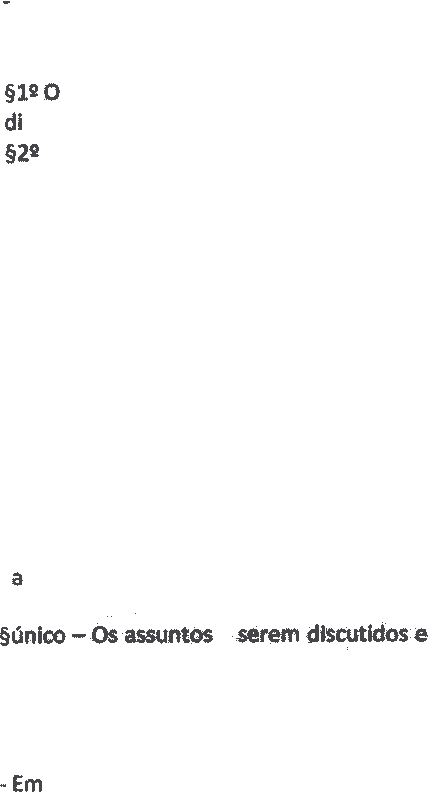 -
§1º O
di
§2º
a
§único – Os assuntos serem discutidos e
- Em